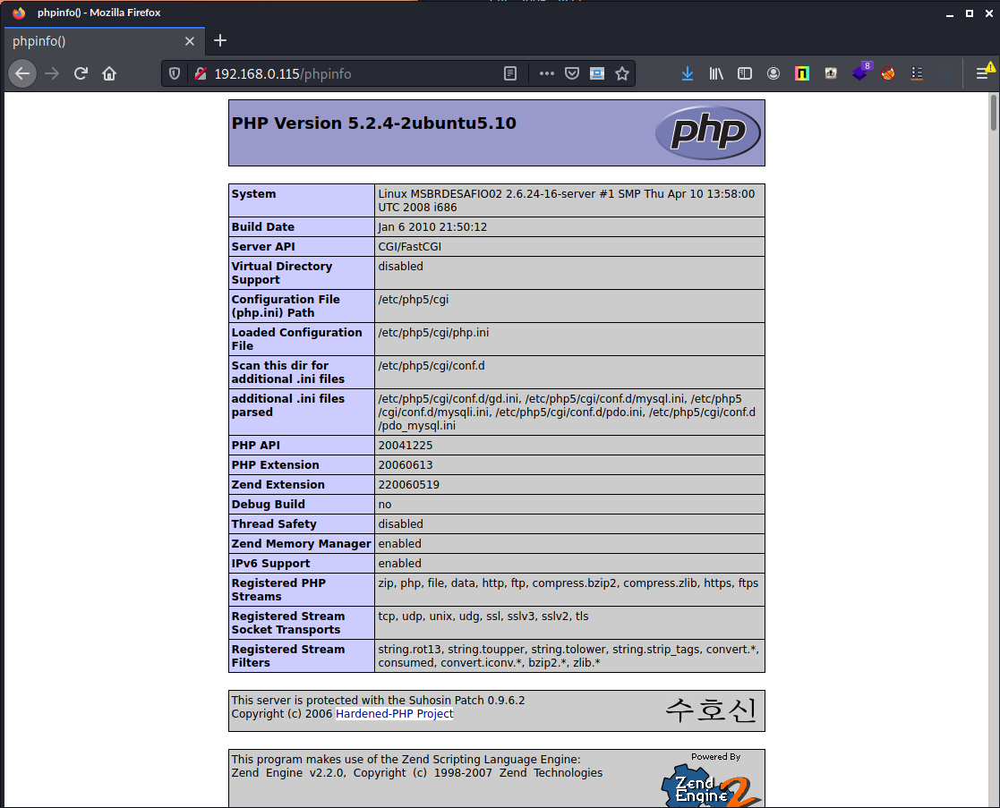 phpinfo() - Mozilla Firefox
phpinfo()
192.168.0.115/phpinfo
8
PHP Version 5.2.4-2ubuntu5.10
php
System
Linux MSBRDESAFIO02 2.6.24-16-server #1 SMP Thu Apr 10 13:58:00
UTC 2008 i686
Build Date
Jan 6 2010 21:50:12
Server API
CGI/FastCGI
Virtual Directory
Support
disabled
Configuration File
(php.ini) Path
/etc/php5/cgi
Loaded Configuration
File
/etc/php5/cgi/php.ini
Scan this dir for
additional .ini files
/etc/php5/cgi/conf.d
additional .ini files
parsed
/etc/php5/cgi/conf.d/gd.ini, /etc/php5/cgi/conf.d/mysql.ini, /etc/php5
/cgi/conf.d/mysqli.ini, /etc/php5/cgi/conf.d/pdo.ini, /etc/php5/cgi/conf.d
/pdo_mysql.ini
PHP API
20041225
PHP Extension
20060613
Zend Extension
220060519
Debug Build
no
Thread Safety
disabled
Zend Memory Manager
enabled
IPv6 Support
enabled
Registered PHP
Streams
zip, php, file, data, http, ftp, compress.bzip2, compress.zlib, https, ftps
Registered Stream
Socket Transports
tcp, udp, unix, udg, ssl, sslv3, sslv2, tls
Registered Stream
Filters
string.rot13, string.toupper, string.tolower, string.strip_tags, convert.*,
consumed, convert.iconv.*, bzip2.*, zlib.*
This server is protected with the Suhosin Patch 0.9.6.2
Copyright (c) 2006 Hardened-PHP Project
수호신
This program makes use of the Zend Scripting Language Engine:
Zend Engine v2.2.0, Copyright (c) 1998-2007 Zend Technologies
Powered By
Zend
Engine 2